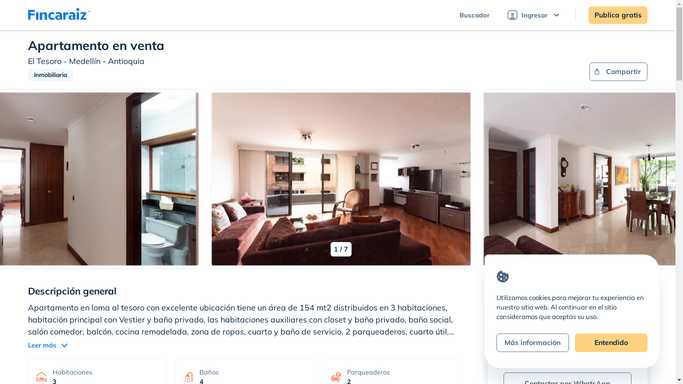 Fincaraiz
Buscador
Ingresar
Publica gratis
Apartamento en venta
El Tesoro - Medellín - Antioquia
Inmobiliaria
Compartir
1 / 7
Descripción general
Apartamento en loma al tesoro con excelente ubicación tiene un área de 154 mt2 distribuidos en 3 habitaciones,
habitación principal con Vestier y baño privado, las habitaciones auxiliares con closet y baño privado, baño social,
salón comedor, balcón, cocina remodelada, zona de ropas, cuarto y baño de servicio, 2 parqueaderos, cuarto útil,...
Leer más
Habitaciones
3
Baños
4
Parqueaderos
2
Utilizamos cookies para mejorar tu experiencia en
nuestro sitio web. Al continuar en el sitio
consideramos que aceptas su uso.
Más información
Entendido
Contactar por WhatsApp